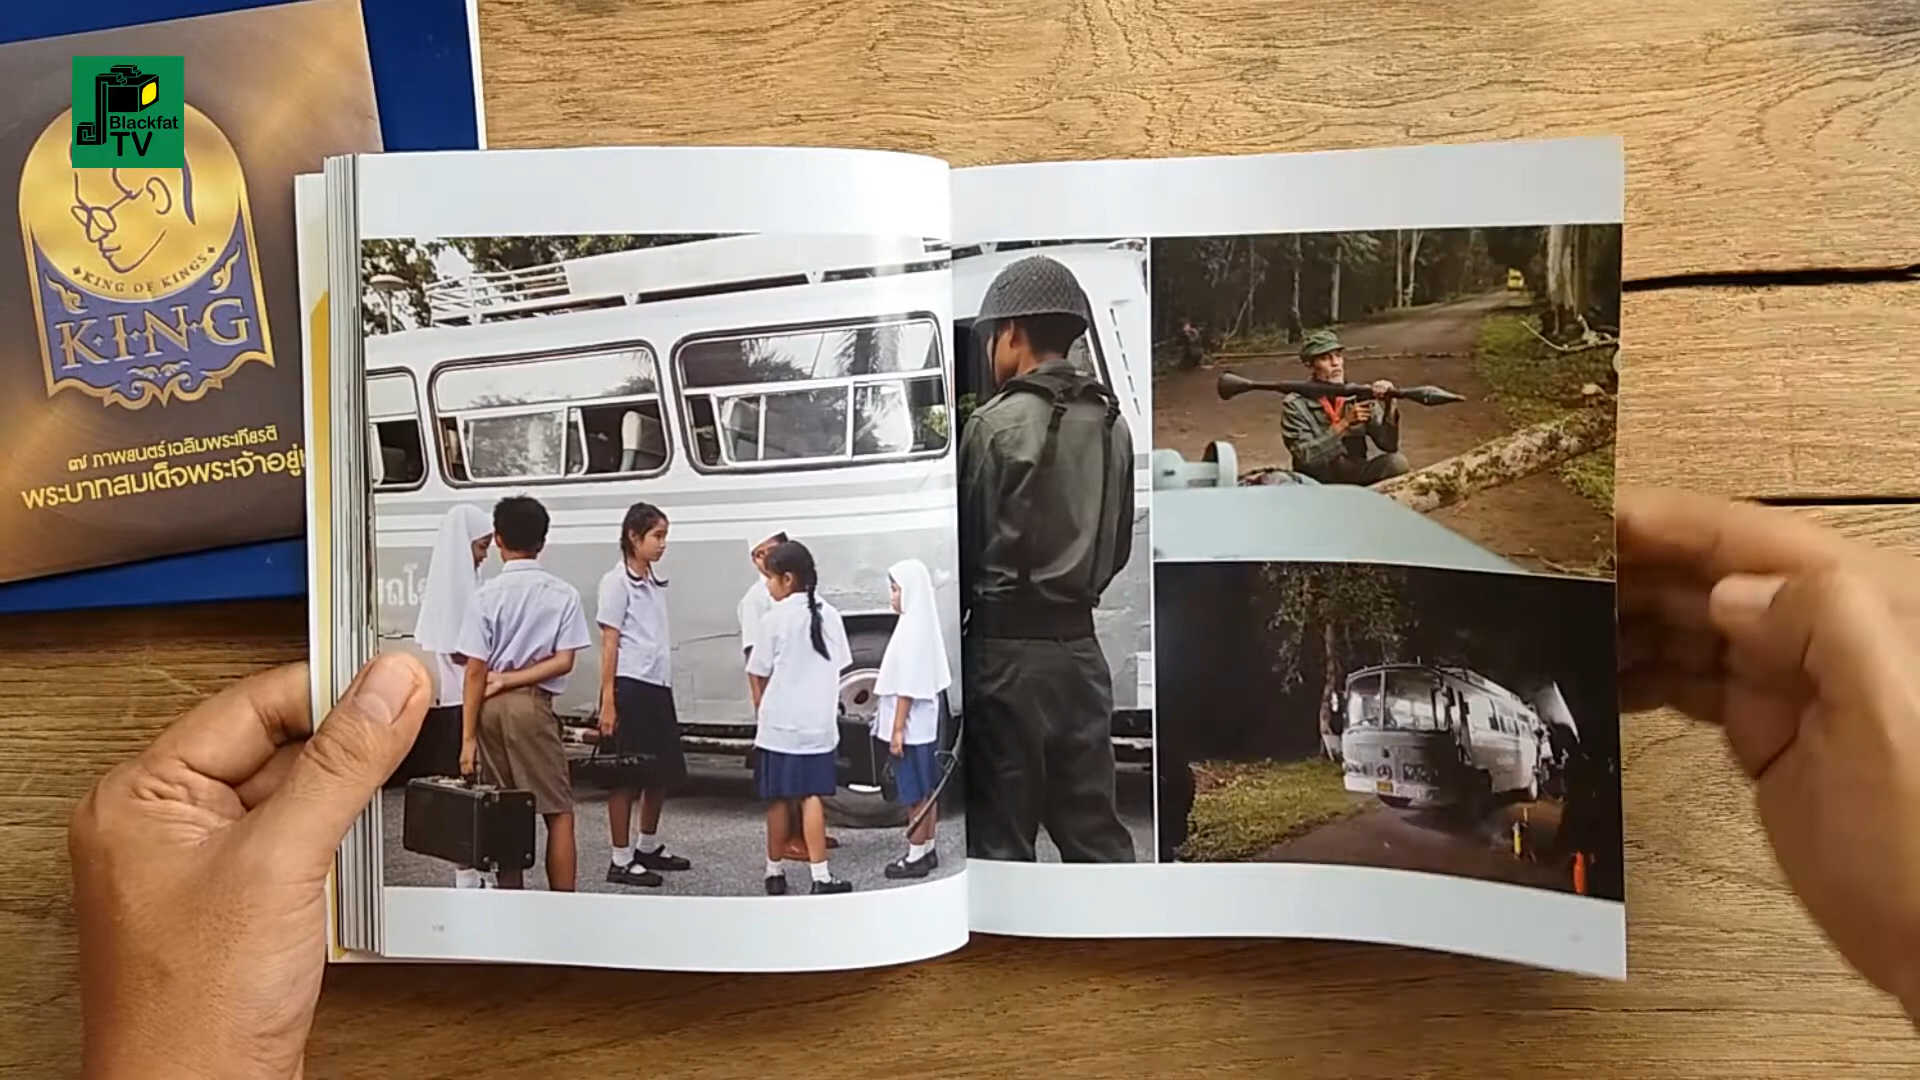 Blackfat
TV
KING OF KINGS
K·I·N·G
๗ ภาพยนตร์เฉลิมพระเกียรติ
พระบาทสมเด็จพระเจ้าอยู่